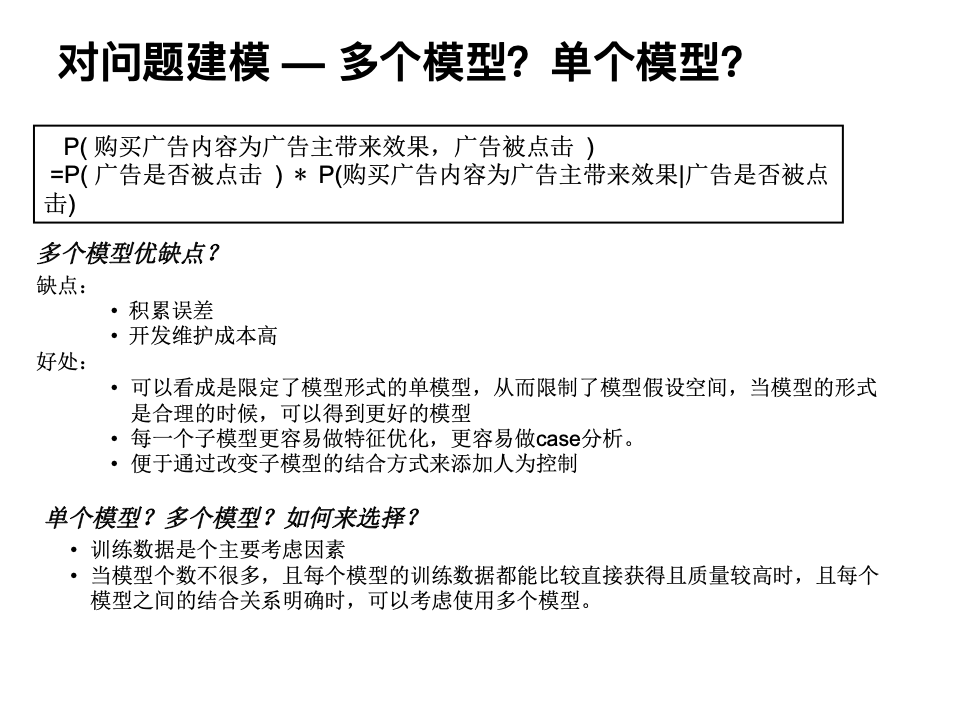 对问题建模 — 多个模型？单个模型？
P( 购买广告内容为广告主带来效果，广告被点击 ）
=P( 广告是否被点击 ）＊ P(购买广告内容为广告主带来效果|广告是否被点
击)
多个模型优缺点？
缺点：
• 积累误差
• 开发维护成本高
好处：
• 可以看成是限定了模型形式的单模型，从而限制了模型假设空间，当模型的形式
是合理的时候，可以得到更好的模型
• 每一个子模型更容易做特征优化，更容易做case分析。
• 便于通过改变子模型的结合方式来添加人为控制
单个模型？多个模型？如何来选择？
• 训练数据是个主要考虑因素
• 当模型个数不很多，且每个模型的训练数据都能比较直接获得且质量较高时，且每个
模型之间的结合关系明确时，可以考虑使用多个模型。